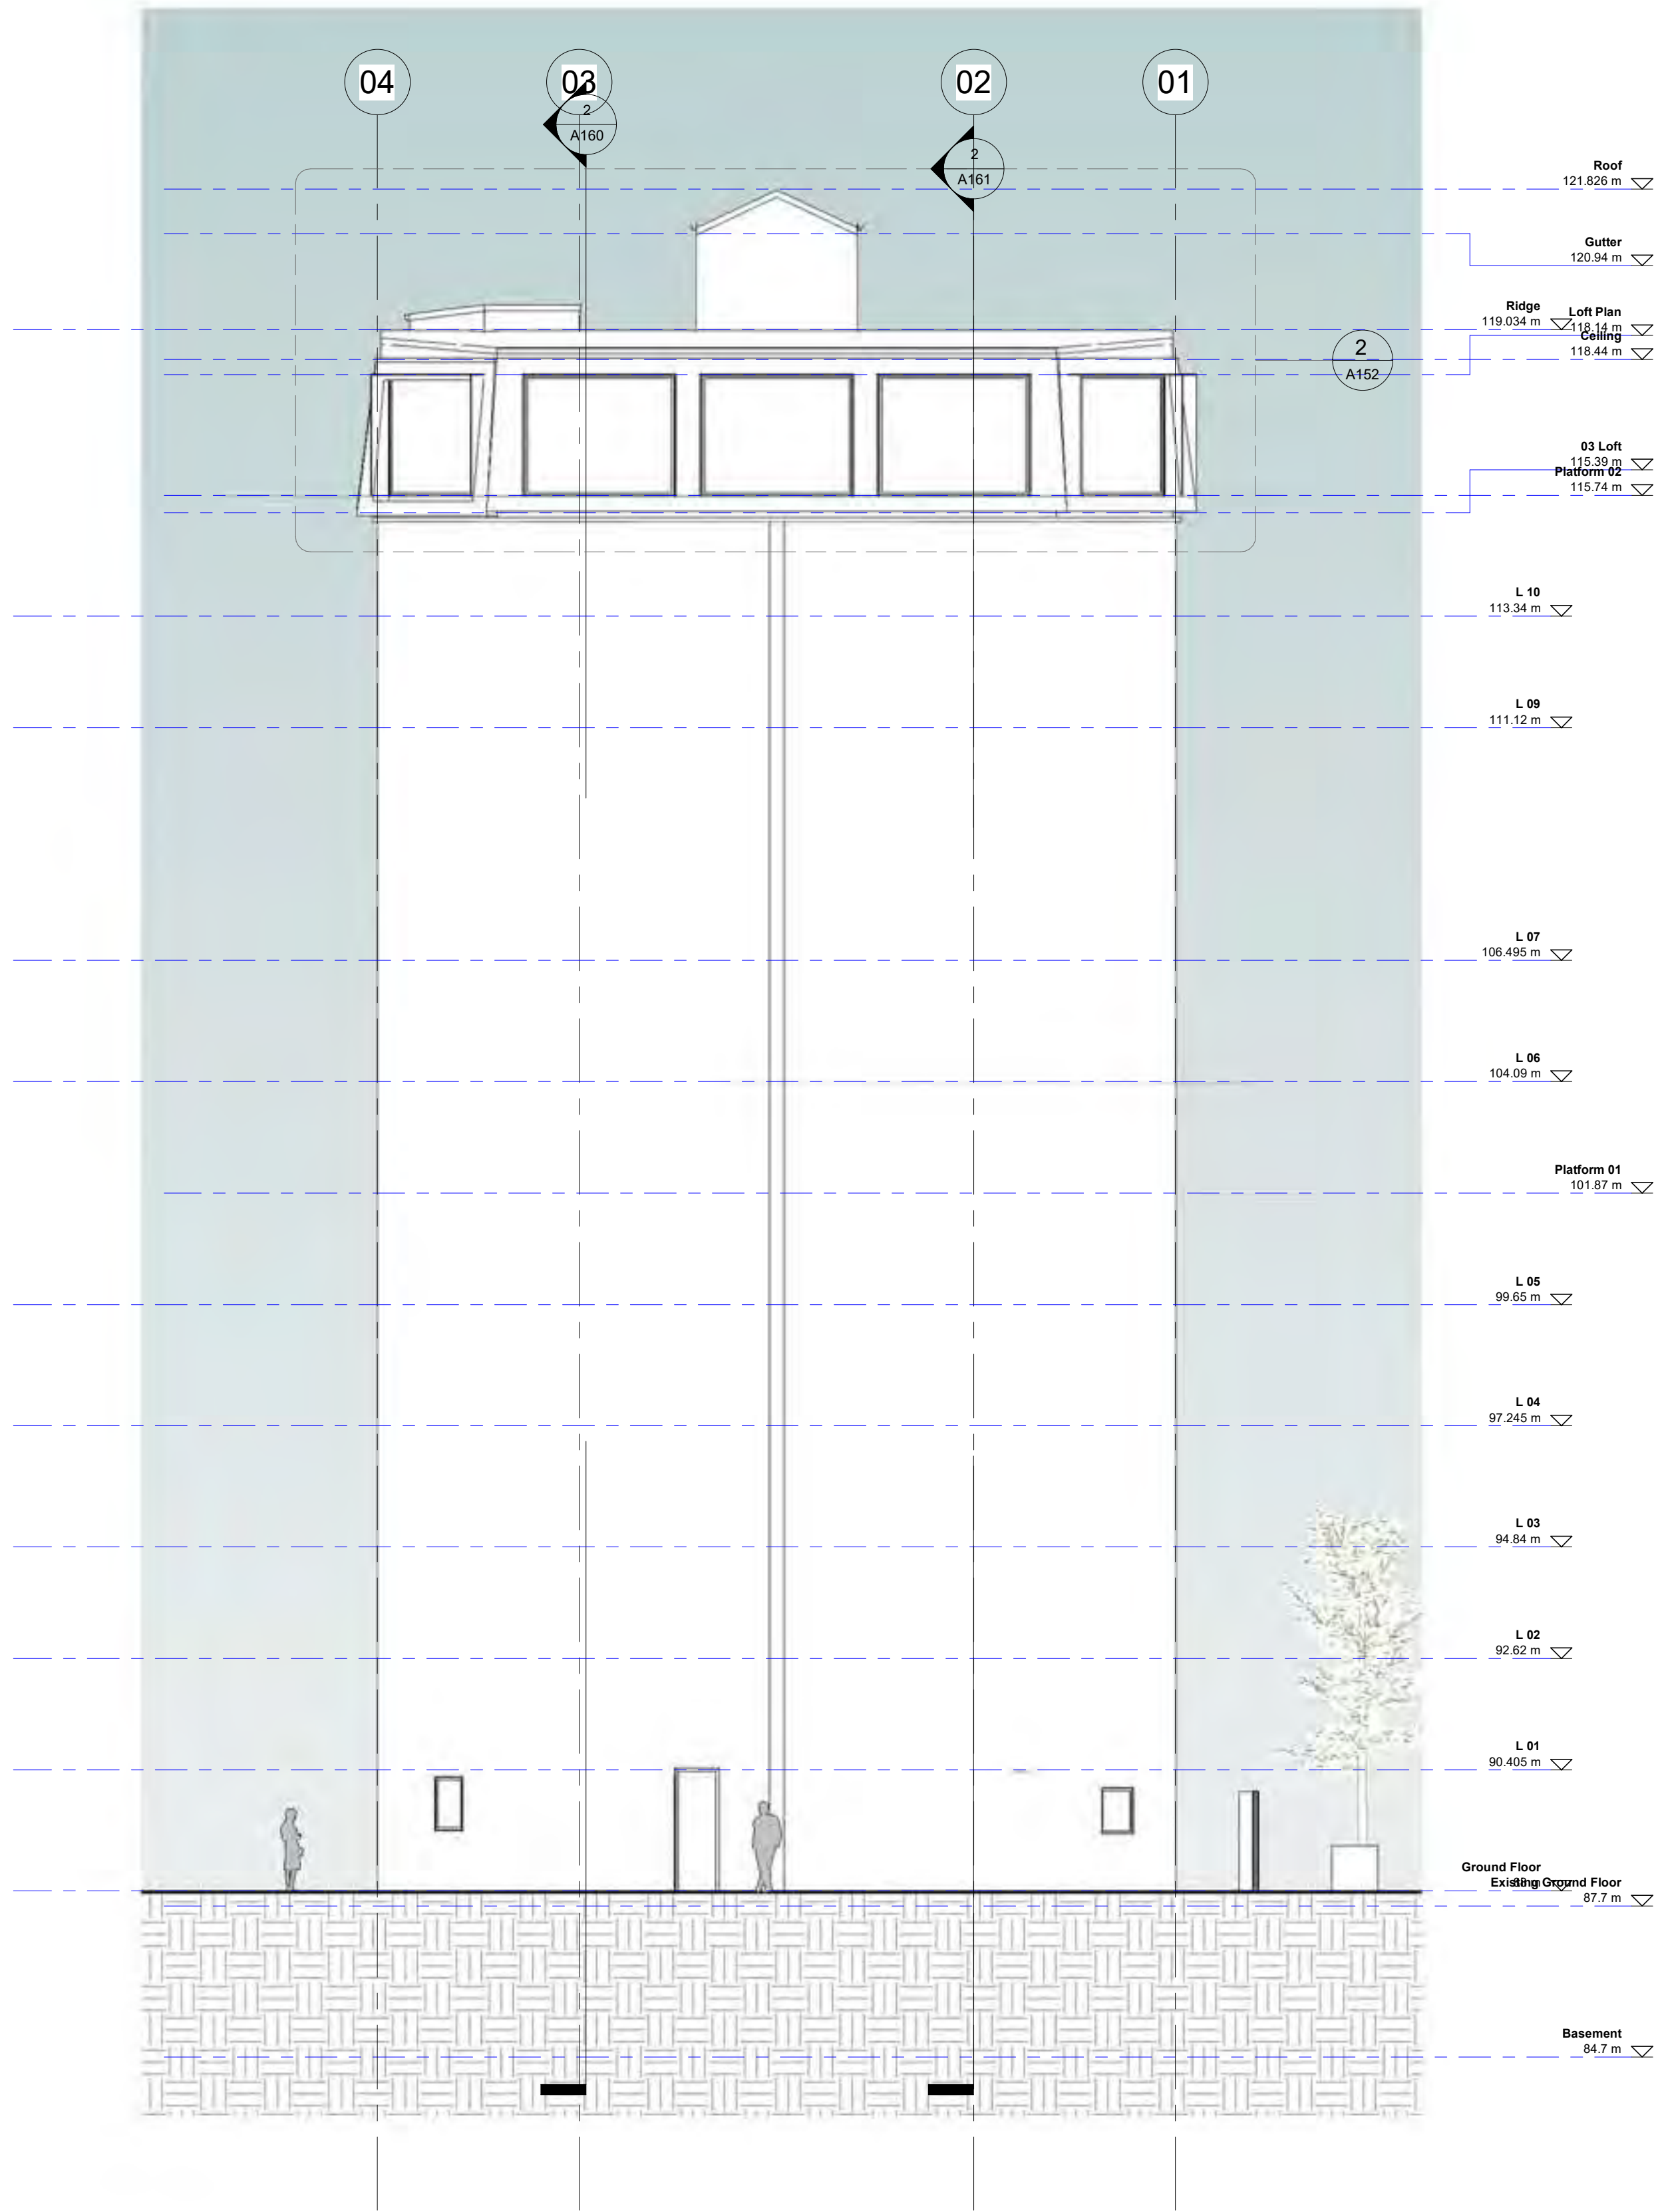 04
03
02
01
2
A160
2
A161
Roof
121.826 m
Gutter
120.94 m
Ridge
119.034 m
Loft Plan
118.14 m
Ceiling
118.44 m
2
A152
03 Loft
115.39 m
Platform 02
115.74 m
L 10
113.34 m
L 09
111.12 m
L 07
106.495 m
L 06
104.09 m
Platform 01
101.87 m
L 05
99.65 m
L 04
97.245 m
L 03
94.84 m
L 02
92.62 m
L 01
90.405 m
Ground Floor
Existing Ground Floor
87.7 m
Basement
84.7 m